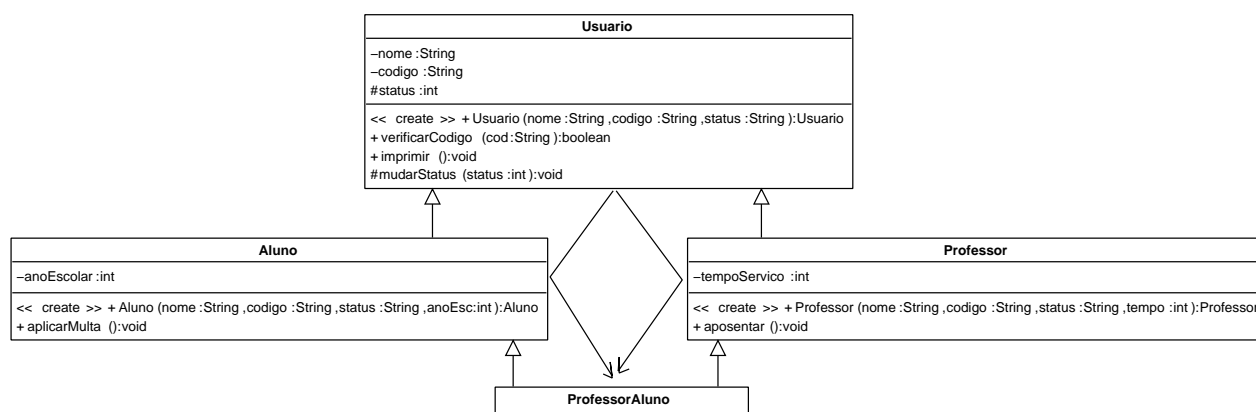 Usuario
–nome :String
–codigo :String
#status :int
<< create >> +Usuario (nome :String ,codigo :String ,status :String ):Usuario
+verificarCodigo (cod:String ):boolean
+imprimir ():void
#mudarStatus (status :int ):void
Aluno
–anoEscolar :int
<< create >> +Aluno (nome :String ,codigo :String ,status :String ,anoEsc:int ):Aluno
+aplicarMulta ():void
Professor
–tempoServico :int
<< create >> +Professor (nome :String ,codigo :String ,status :String ,tempo :int ):Professor
+aposentar ():void
ProfessorAluno